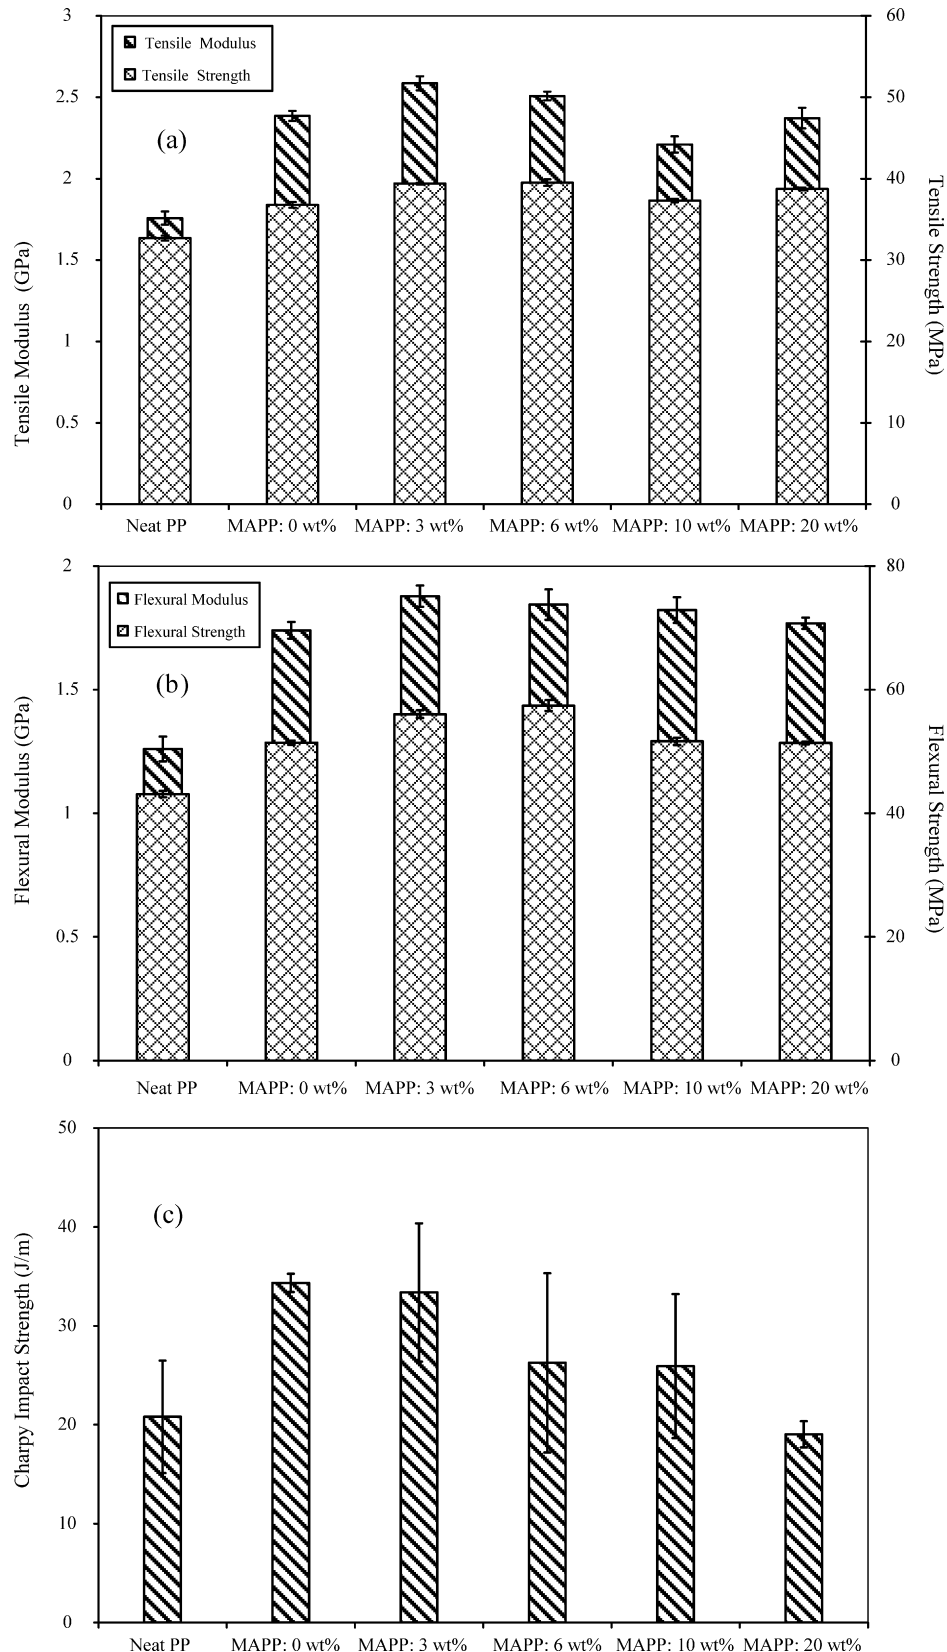 3
60
Tensile Modulus
Tensile Strength
2.5
50
(a)
2
40
1.5
30
1
20
0.5
10
0
0
Tensile Modulus (GPa)
Tensile Strength (MPa)
Neat PP MAPP: 0 wt% MAPP: 3 wt% MAPP: 6 wt% MAPP: 10 wt% MAPP: 20 wt%
2
80
Flexural Modulus
Flexural Strength
(b)
1.5
60
1
40
0.5
20
0
0
Flexural Modulus (GPa)
Flexural Strength (MPa)
Neat PP MAPP: 0 wt% MAPP: 3 wt% MAPP: 6 wt% MAPP: 10 wt% MAPP: 20 wt%
50
(c)
40
30
20
10
0
Charpy Impact Strength (J/m)
Neat PP MAPP: 0 wt% MAPP: 3 wt% MAPP: 6 wt% MAPP: 10 wt% MAPP: 20 wt%